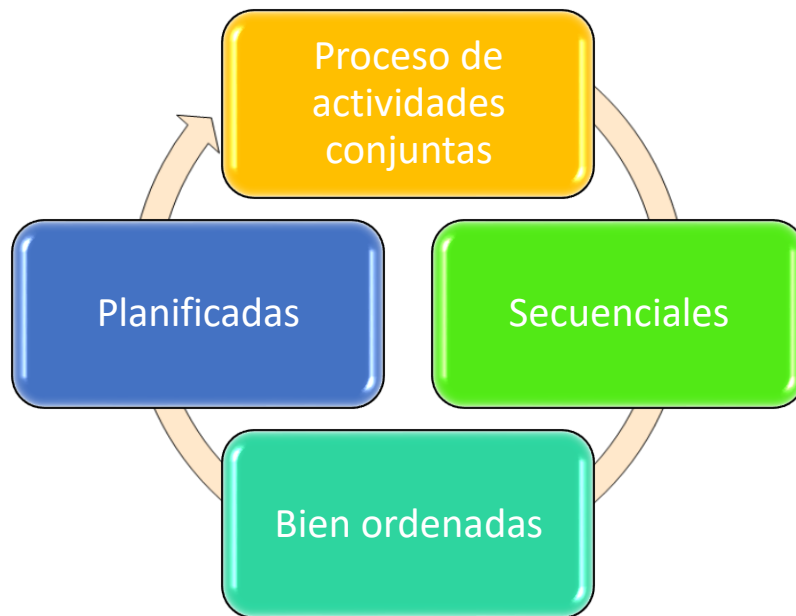 Proceso de
actividades
conjuntas
Planificadas
Secuenciales
Bien ordenadas